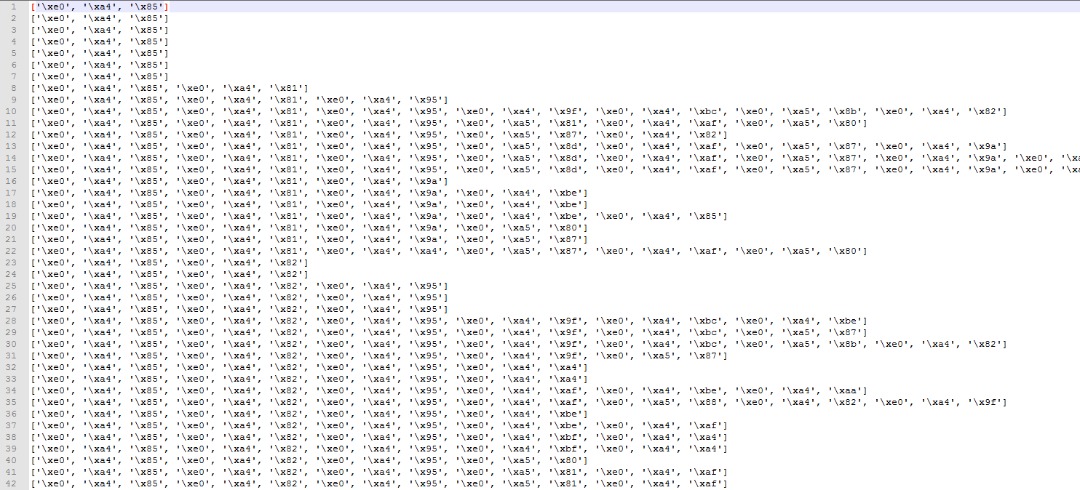 1 ['\xe0', '\xa4', '\x85']
2 ['\xe0', '\xa4', '\x85']
3 ['\xe0', '\xa4', '\x85']
4 ['\xe0', '\xa4', '\x85']
5 ['\xe0', '\xa4', '\x85']
6 ['\xe0', '\xa4', '\x85']
7 ['\xe0', '\xa4', '\x85']
8 ['\xe0', '\xa4', '\x85', '\xe0', '\xa4', '\x81']
9 ['\xe0', '\xa4', '\x85', '\xe0', '\xa4', '\x81', '\xe0', '\xa4', '\x95']
10 ['\xe0', '\xa4', '\x85', '\xe0', '\xa4', '\x81', '\xe0', '\xa4', '\x95', '\xe0', '\xa4', '\x9f', '\xe0', '\xa4', '\xbc', '\xe0', '\xa5', '\x8b', '\xe0', '\xa4', '\x82']
11 ['\xe0', '\xa4', '\x85', '\xe0', '\xa4', '\x81', '\xe0', '\xa4', '\x95', '\xe0', '\xa5', '\x81', '\xe0', '\xa4', '\xaf', '\xe0', '\xa5', '\x80']
12 ['\xe0', '\xa4', '\x85', '\xe0', '\xa4', '\x81', '\xe0', '\xa4', '\x95', '\xe0', '\xa5', '\x87', '\xe0', '\xa4', '\x82']
13 ['\xe0', '\xa4', '\x85', '\xe0', '\xa4', '\x81', '\xe0', '\xa4', '\x95', '\xe0', '\xa5', '\x8d', '\xe0', '\xa4', '\xaf', '\xe0', '\xa5', '\x87', '\xe0', '\xa4', '\x9a']
14 ['\xe0', '\xa4', '\x85', '\xe0', '\xa4', '\x81', '\xe0', '\xa4', '\x95', '\xe0', '\xa5', '\x8d', '\xe0', '\xa4', '\xaf', '\xe0', '\xa5', '\x87', '\xe0', '\xa4', '\x9a', '\xe0',
15 ['\xe0', '\xa4', '\x85', '\xe0', '\xa4', '\x81', '\xe0', '\xa4', '\x95', '\xe0', '\xa5', '\x8d', '\xe0', '\xa4', '\xaf', '\xe0', '\xa5', '\x87', '\xe0', '\xa4', '\x9a', '\xe0',
16 ['\xe0', '\xa4', '\x85', '\xe0', '\xa4', '\x81', '\xe0', '\xa4', '\x9a']
17 ['\xe0', '\xa4', '\x85', '\xe0', '\xa4', '\x81', '\xe0', '\xa4', '\x9a', '\xe0', '\xa4', '\xbe']
18 ['\xe0', '\xa4', '\x85', '\xe0', '\xa4', '\x81', '\xe0', '\xa4', '\x9a', '\xe0', '\xa4', '\xbe']
19 ['\xe0', '\xa4', '\x85', '\xe0', '\xa4', '\x81', '\xe0', '\xa4', '\x9a', '\xe0', '\xa4', '\xbe', '\xe0', '\xa4', '\x85']
20 ['\xe0', '\xa4', '\x85', '\xe0', '\xa4', '\x81', '\xe0', '\xa4', '\x9a', '\xe0', '\xa5', '\x80']
21 ['\xe0', '\xa4', '\x85', '\xe0', '\xa4', '\x81', '\xe0', '\xa4', '\x9a', '\xe0', '\xa5', '\x87']
22 ['\xe0', '\xa4', '\x85', '\xe0', '\xa4', '\x81', '\xe0', '\xa4', '\xa4', '\xe0', '\xa5', '\x87', '\xe0', '\xa4', '\xaf', '\xe0', '\xa5', '\x80']
23 ['\xe0', '\xa4', '\x85', '\xe0', '\xa4', '\x82']
24 ['\xe0', '\xa4', '\x85', '\xe0', '\xa4', '\x82']
25 ['\xe0', '\xa4', '\x85', '\xe0', '\xa4', '\x82', '\xe0', '\xa4', '\x95']
26 ['\xe0', '\xa4', '\x85', '\xe0', '\xa4', '\x82', '\xe0', '\xa4', '\x95']
27 ['\xe0', '\xa4', '\x85', '\xe0', '\xa4', '\x82', '\xe0', '\xa4', '\x95']
28 ['\xe0', '\xa4', '\x85', '\xe0', '\xa4', '\x82', '\xe0', '\xa4', '\x95', '\xe0', '\xa4', '\x9f', '\xe0', '\xa4', '\xbc', '\xe0', '\xa4', '\xbe']
29 ['\xe0', '\xa4', '\x85', '\xe0', '\xa4', '\x82', '\xe0', '\xa4', '\x95', '\xe0', '\xa4', '\x9f', '\xe0', '\xa4', '\xbc', '\xe0', '\xa5', '\x87']
30 ['\xe0', '\xa4', '\x85', '\xe0', '\xa4', '\x82', '\xe0', '\xa4', '\x95', '\xe0', '\xa4', '\x9f', '\xe0', '\xa4', '\xbc', '\xe0', '\xa5', '\x8b', '\xe0', '\xa4', '\x82']
31 ['\xe0', '\xa4', '\x85', '\xe0', '\xa4', '\x82', '\xe0', '\xa4', '\x95', '\xe0', '\xa4', '\x9f', '\xe0', '\xa5', '\x87']
32 ['\xe0', '\xa4', '\x85', '\xe0', '\xa4', '\x82', '\xe0', '\xa4', '\x95', '\xe0', '\xa4', '\xa4']
33 ['\xe0', '\xa4', '\x85', '\xe0', '\xa4', '\x82', '\xe0', '\xa4', '\x95', '\xe0', '\xa4', '\xa4']
34 ['\xe0', '\xa4', '\x85', '\xe0', '\xa4', '\x82', '\xe0', '\xa4', '\x95', '\xe0', '\xa4', '\xaf', '\xe0', '\xa4', '\xbe', '\xe0', '\xa4', '\xaa']
35 ['\xe0', '\xa4', '\x85', '\xe0', '\xa4', '\x82', '\xe0', '\xa4', '\x95', '\xe0', '\xa4', '\xaf', '\xe0', '\xa5', '\x88', '\xe0', '\xa4', '\x82', '\xe0', '\xa4', '\x9f']
36 ['\xe0', '\xa4', '\x85', '\xe0', '\xa4', '\x82', '\xe0', '\xa4', '\x95', '\xe0', '\xa4', '\xbe']
37 ['\xe0', '\xa4', '\x85', '\xe0', '\xa4', '\x82', '\xe0', '\xa4', '\x95', '\xe0', '\xa4', '\xbe', '\xe0', '\xa4', '\xaf']
38 ['\xe0', '\xa4', '\x85', '\xe0', '\xa4', '\x82', '\xe0', '\xa4', '\x95', '\xe0', '\xa4', '\xbf', '\xe0', '\xa4', '\xa4']
39 ['\xe0', '\xa4', '\x85', '\xe0', '\xa4', '\x82', '\xe0', '\xa4', '\x95', '\xe0', '\xa4', '\xbf', '\xe0', '\xa4', '\xa4']
40 ['\xe0', '\xa4', '\x85', '\xe0', '\xa4', '\x82', '\xe0', '\xa4', '\x95', '\xe0', '\xa5', '\x80']
41 ['\xe0', '\xa4', '\x85', '\xe0', '\xa4', '\x82', '\xe0', '\xa4', '\x95', '\xe0', '\xa5', '\x81', '\xe0', '\xa4', '\xaf']
42 ['\xe0', '\xa4', '\x85', '\xe0', '\xa4', '\x82', '\xe0', '\xa4', '\x95', '\xe0', '\xa5', '\x81', '\xe0', '\xa4', '\xaf']